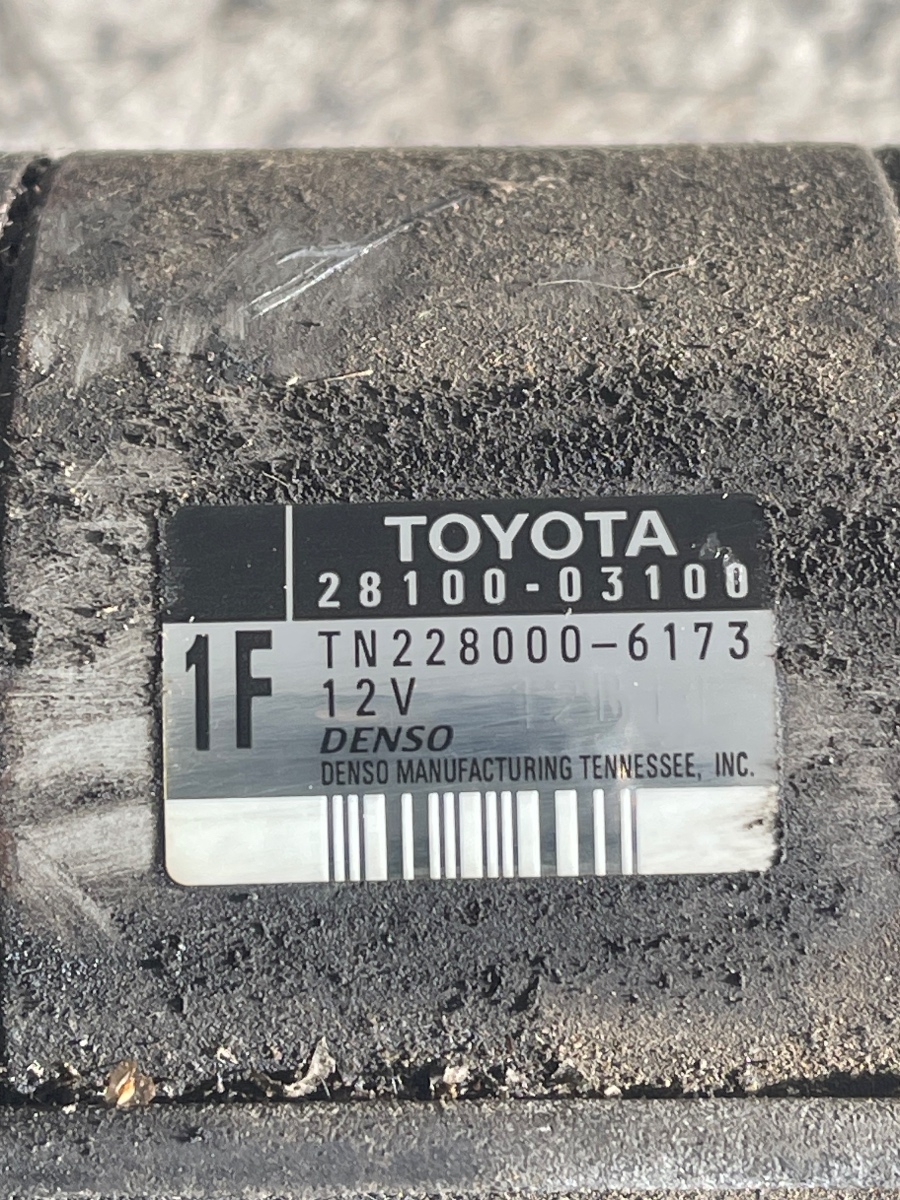 TOYOTA
28100-03100
1F
TN228000-6173
12V
DENSO
DENSO MANUFACTURING TENNESSEE, INC.